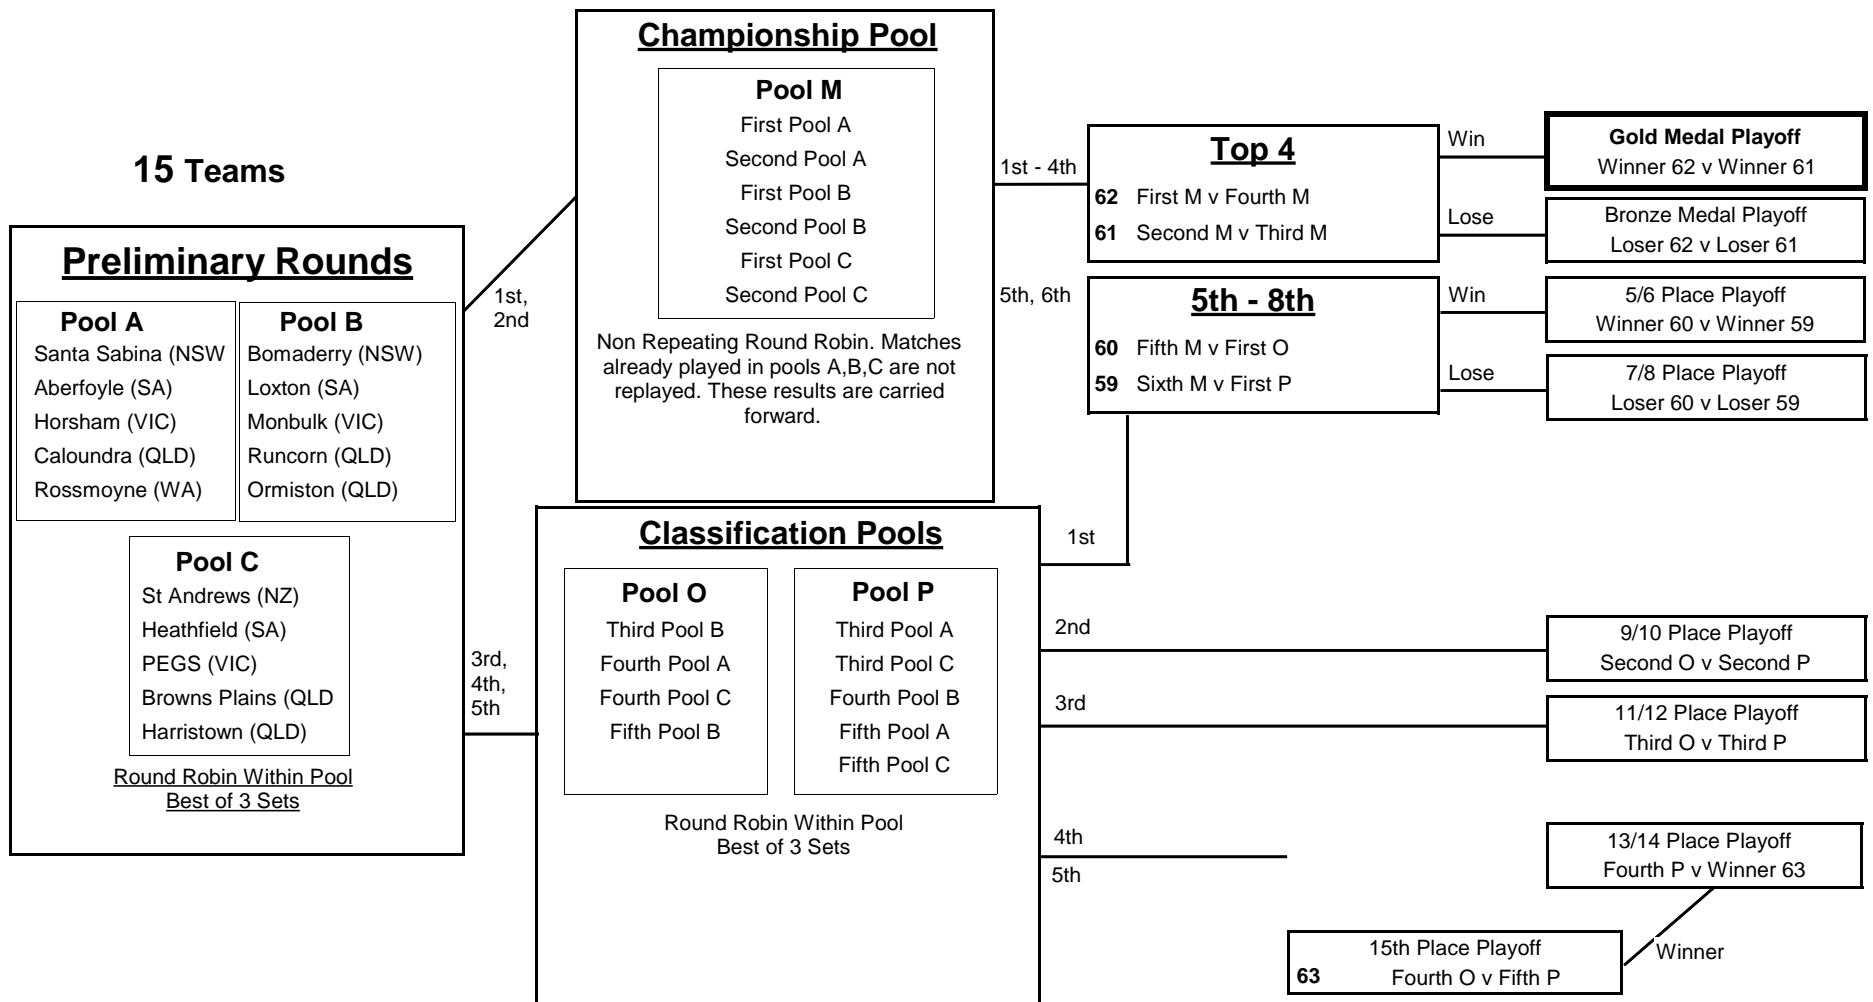 15 Teams
Preliminary Rounds
Pool A
Santa Sabina (NSW
Aberfoyle (SA)
Horsham (VIC)
Caloundra (QLD)
Rossmoyne (WA)
Pool B
Bomaderry (NSW)
Loxton (SA)
Monbulk (VIC)
Runcorn (QLD)
Ormiston (QLD)
Pool C
St Andrews (NZ)
Heathfield (SA)
PEGS (VIC)
Browns Plains (QLD
Harristown (QLD)
Round Robin Within Pool
Best of 3 Sets
1st,
2nd
3rd,
4th,
5th
Championship Pool
Pool M
First Pool A
Second Pool A
First Pool B
Second Pool B
First Pool C
Second Pool C
Non Repeating Round Robin. Matches
already played in pools A,B,C are not
replayed. These results are carried
forward.
Classification Pools
Pool O
Third Pool B
Fourth Pool A
Fourth Pool C
Fifth Pool B
Pool P
Third Pool A
Third Pool C
Fourth Pool B
Fifth Pool A
Fifth Pool C
Round Robin Within Pool
Best of 3 Sets
1st - 4th
5th, 6th
1st
2nd
3rd
4th
5th
Top 4
62 First M v Fourth M
61 Second M v Third M
5th - 8th
60 Fifth M v First O
59 Sixth M v First P
Win
Lose
Win
Lose
Gold Medal Playoff
Winner 62 v Winner 61
Bronze Medal Playoff
Loser 62 v Loser 61
5/6 Place Playoff
Winner 60 v Winner 59
7/8 Place Playoff
Loser 60 v Loser 59
9/10 Place Playoff
Second O v Second P
11/12 Place Playoff
Third O v Third P
13/14 Place Playoff
Fourth P v Winner 63
Winner
15th Place Playoff
63 Fourth O v Fifth P